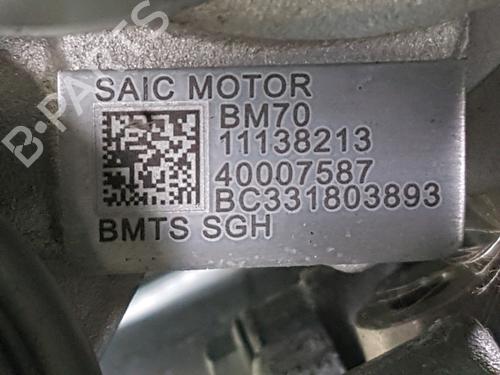 SAIC MOTOR
BM70
11138213
40007587
BC331803893
BMTS SGH
B-PARTS